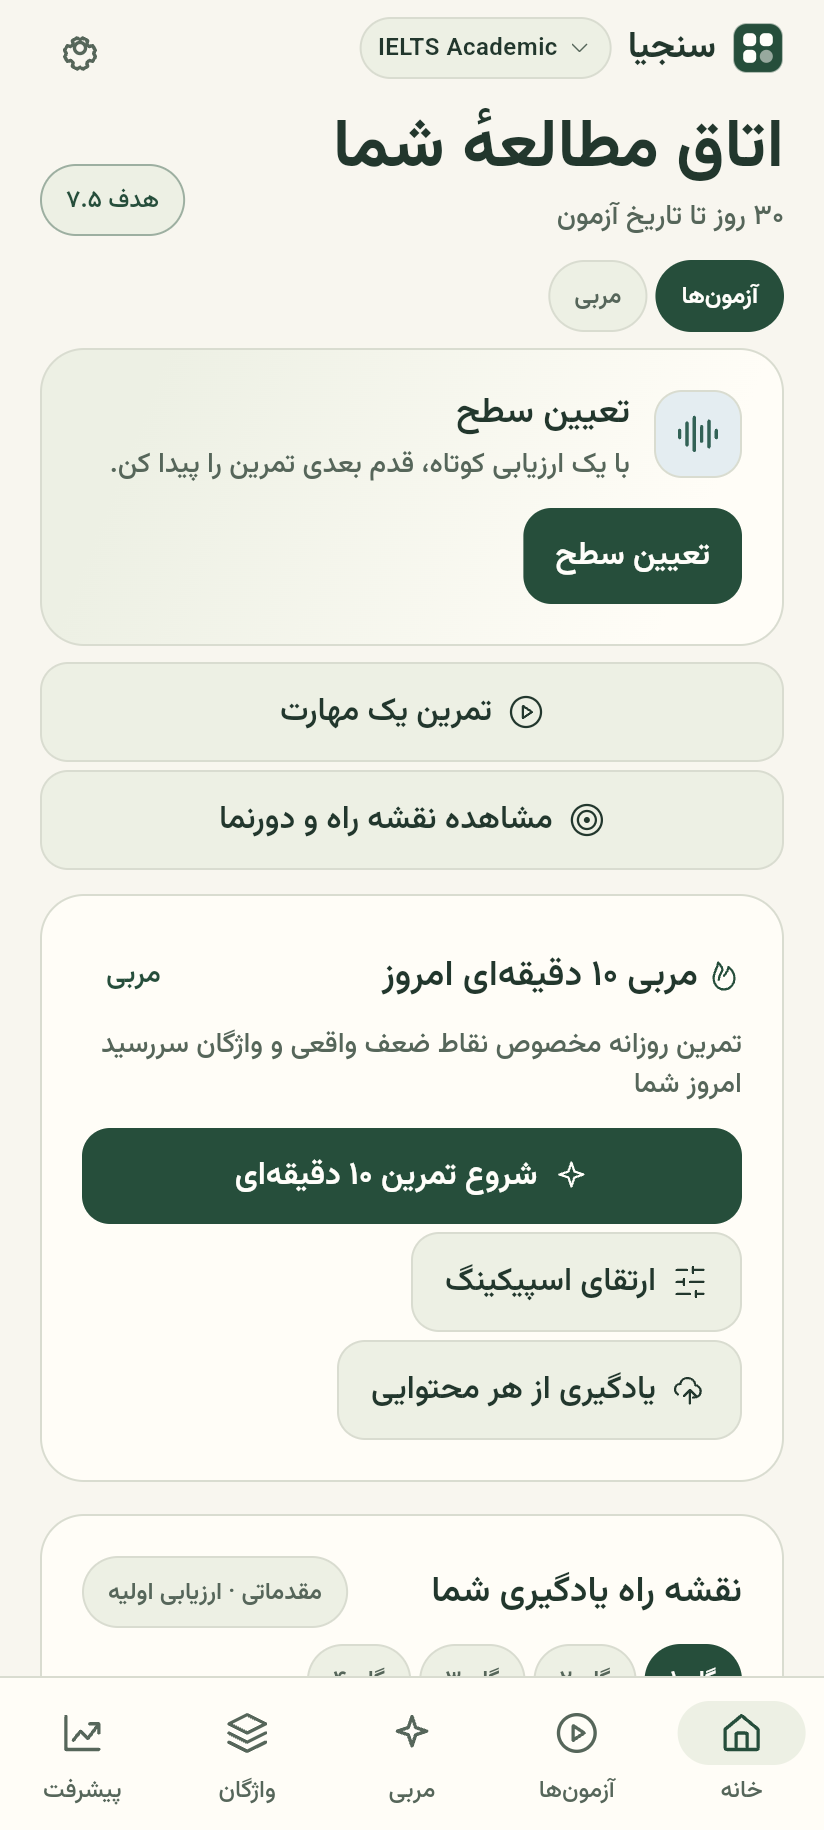 سنجیا
IELTS Academic
اتاق مطالعهٔ شما
۳۰ روز تا تاریخ آزمون
هدف ۷.۵
آزمون‌ها
مربی
تعیین سطح
با یک ارزیابی کوتاه، قدم بعدی تمرین را پیدا کن.
تعیین سطح
تمرین یک مهارت
مشاهده نقشه راه و دورنما
مربی ۱۰ دقیقه‌ای امروز
مربی
تمرین روزانه مخصوص نقاط ضعف واقعی و واژگان سررسید
امروز شما
شروع تمرین ۱۰ دقیقه‌ای
ارتقای اسپیکینگ
یادگیری از هر محتوایی
نقشه راه یادگیری شما
مقدماتی · ارزیابی اولیه
خانه
آزمون‌ها
مربی
واژگان
پیشرفت